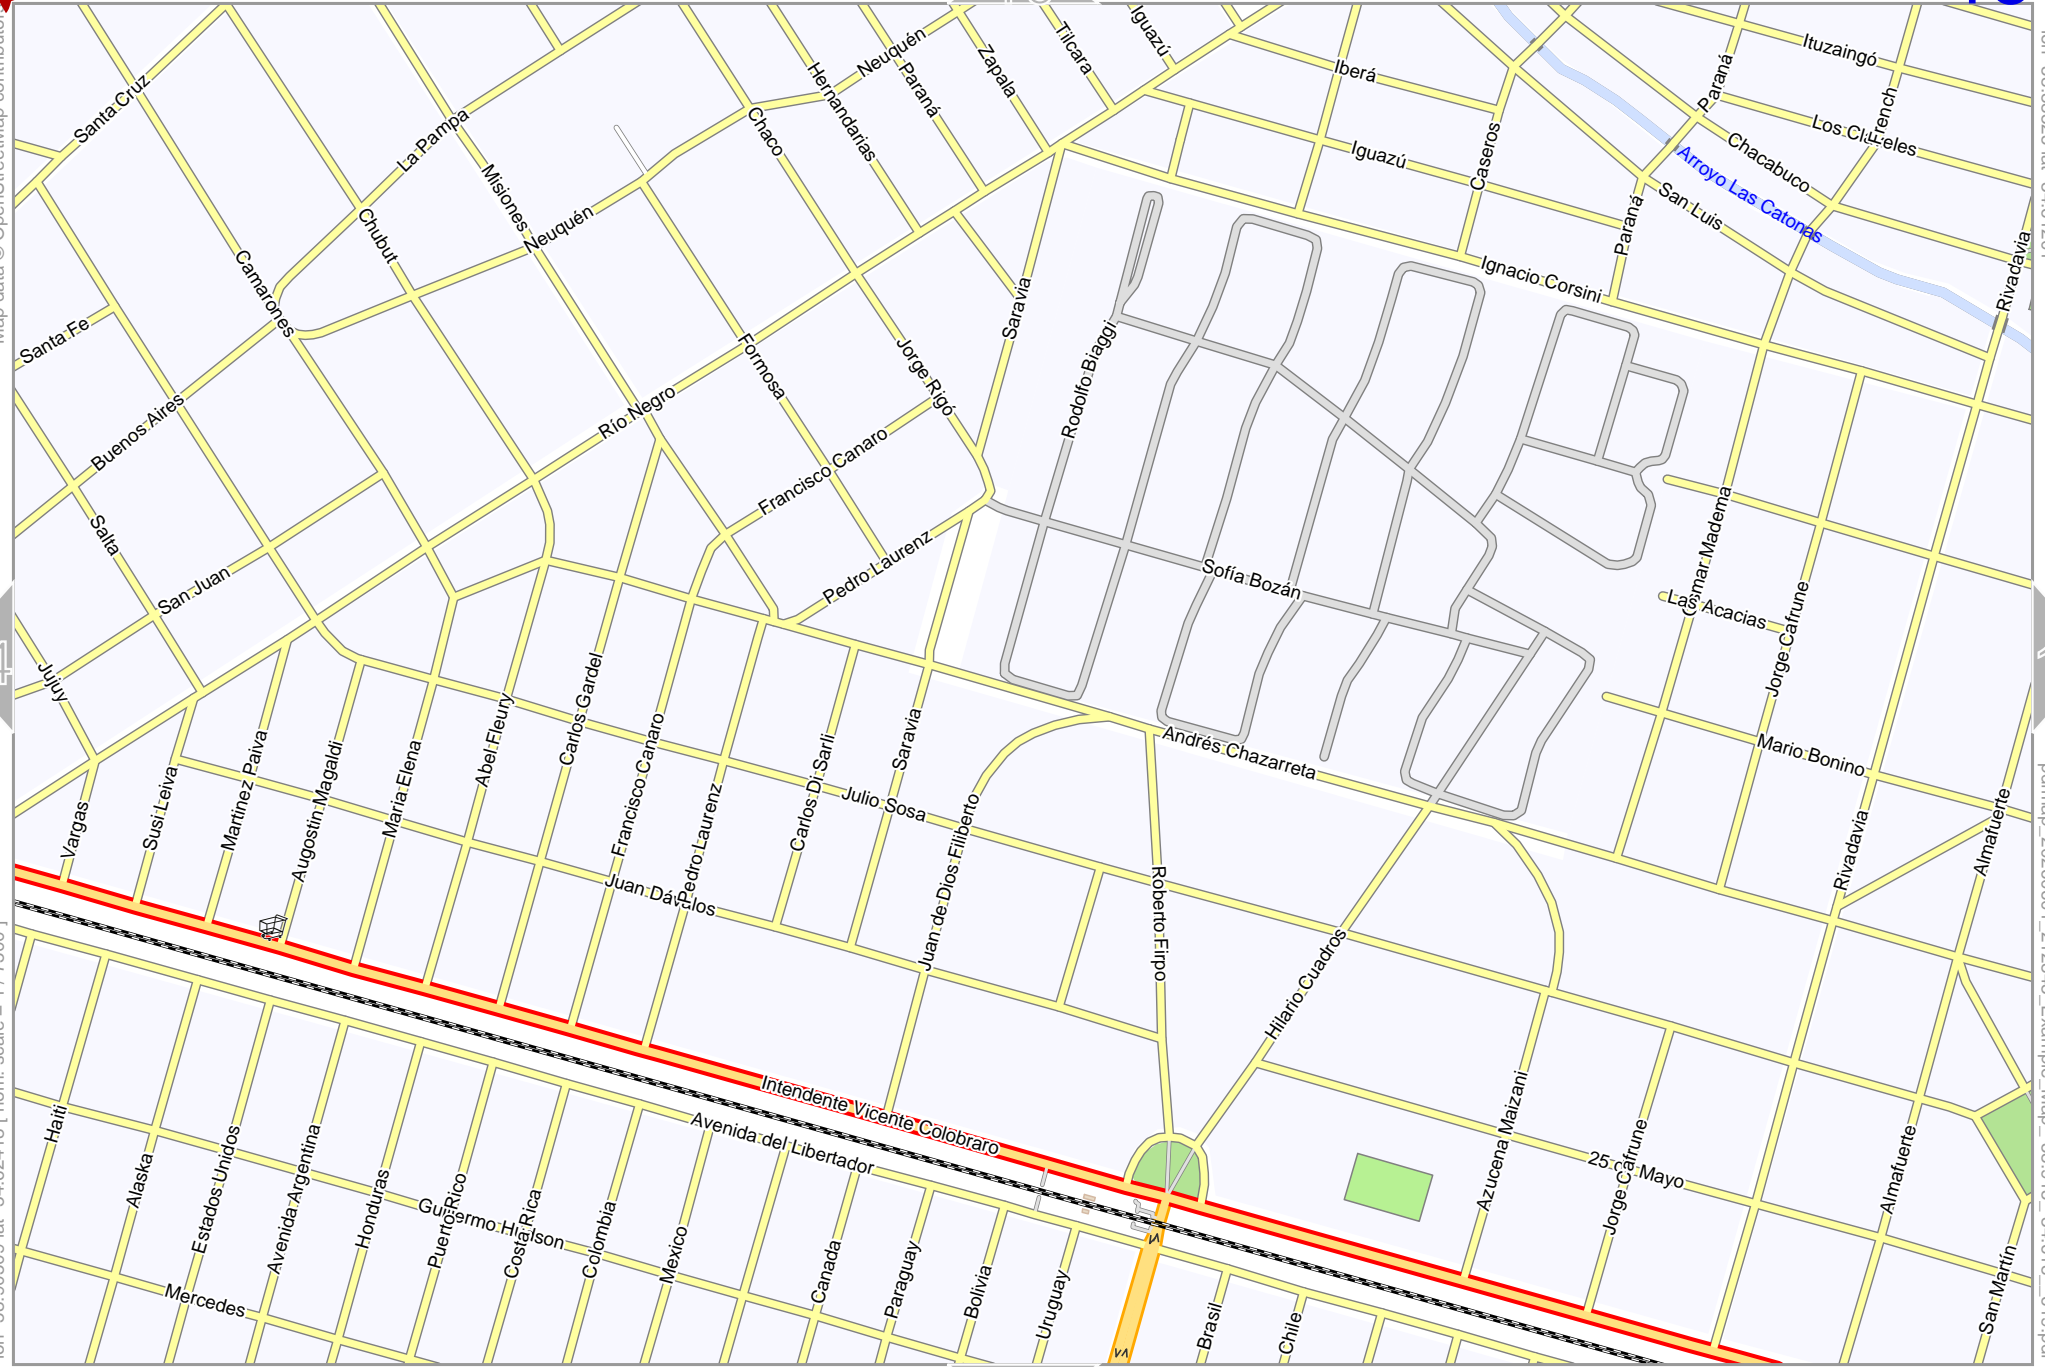 Iguazú
Tilcara
Zapala
Neuquén
Paraná
Hernandarias
Chaco
Santa Cruz
La Pampa
Misiones
Neuquén
Chubut
Camarones
Santa Fe
Buenos Aires
Salta
San Juan
Jujuy
Río Negro
Formosa
Jorge Rigó
Saravia
Francisco Canaro
Pedro Laurenz
Iberá
Iguazú
Caseros
Paraná
Ituzaingó
French
Los Claveles
Chacabuco
San Luis
Arroyo Las Catonas
Paraná
Rivadavia
Ignacio Corsini
Rodolfo Biaggi
Sofía Bozán
Osmar Maderna
Las Acacias
Jorge Cafrune
Mario Bonino
Rivadavia
Almafuerte
Andrés Chazarreta
Julio Sosa
Juan Dávalos
Vargas
Susi Leiva
Martinez Paiva
Augostin Magaldi
Maria Elena
Abel Fleury
Carlos Gardel
Francisco Canaro
Pedro Laurenz
Carlos Di Sarli
Saravia
Juan de Dios Filiberto
Roberto Firpo
Hilario Cuadros
Azucena Maizani
Jorge Cafrune
25 de Mayo
Almafuerte
San Martín
Intendente Vicente Colobraro
Avenida del Libertador
Haiti
Alaska
Estados Unidos
Avenida Argentina
Honduras
Puerto Rico
Guillermo Hudson
Costa Rica
Colombia
Mexico
Canada
Paraguay
Bolivia
Uruguay
Brasil
Chile
Mercedes